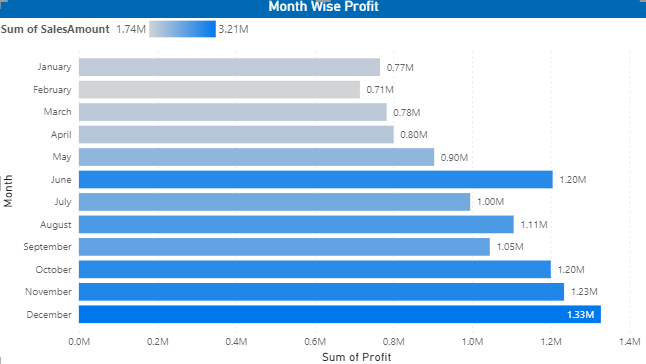 Month Wise Profit
Sum of SalesAmount 1.74M 3.21M
January 0.77M
February 0.71M
March 0.78M
April 0.80M
May 0.90M
June 1.20M
July 1.00M
August 1.11M
September 1.05M
October 1.20M
November 1.23M
December 1.33M
Month
0.0M 0.2M 0.4M 0.6M 0.8M 1.0M 1.2M 1.4M
Sum of Profit